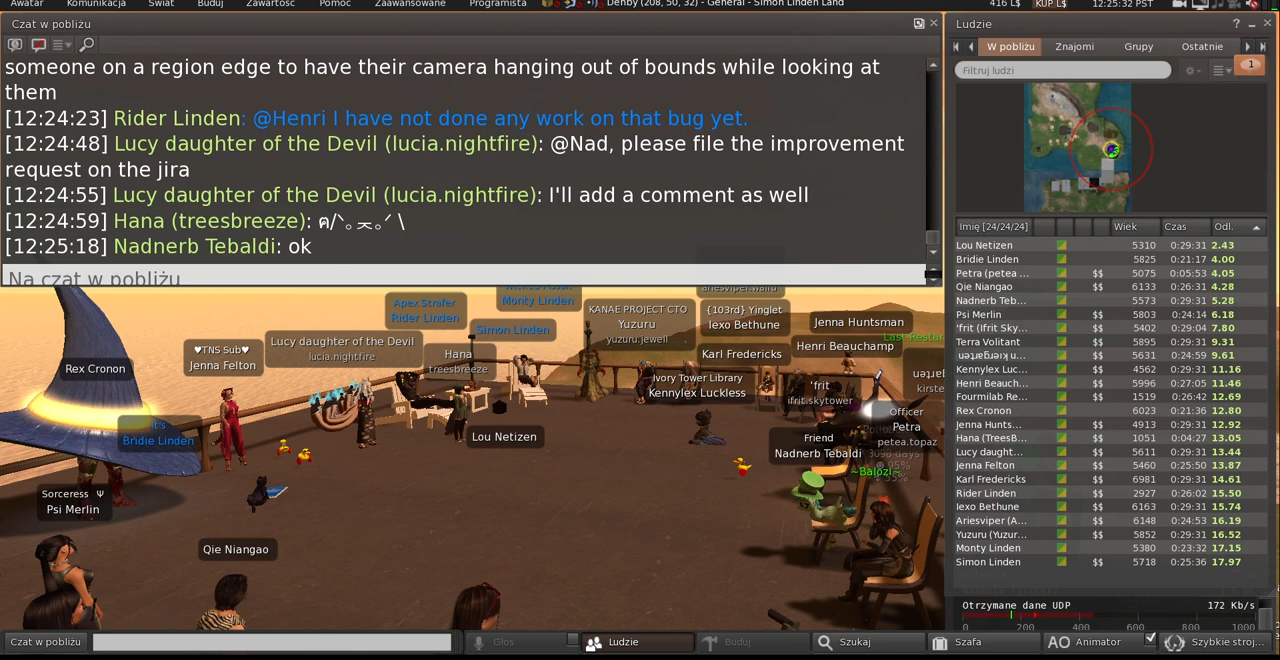 Awatar Komunikacja Świat Buduj Zawartość Pomoc Zaawansowane Programista Denby (208, 50, 32) - General - Simon Linden Land 416 L$ KUP L$ 12:25:32 PST
Czat w pobliżu
someone on a region edge to have their camera hanging out of bounds while looking at
them
[12:24:23] Rider Linden: @Henri I have not done any work on that bug yet.
[12:24:48] Lucy daughter of the Devil (lucia.nightfire): @Nad, please file the improvement
request on the jira
[12:24:55] Lucy daughter of the Devil (lucia.nightfire): I'll add a comment as well
[12:24:59] Hana (treesbreeze): ฅ/ᐠ｡ﻌ｡ᐟ\
[12:25:18] Nadnerb Tebaldi: ok
Na czat w pobliżu
Monty Linden
Apex Strafer
Rider Linden
Simon Linden
KANAE PROJECT CTO
Yuzuru
yuzuru.jewell
{103rd} Yinglet
Iexo Bethune
Jenna Huntsman
Henri Beauchamp
Karl Fredericks
Lucy daughter of the Devil
lucia.nightfire
♥TNS Sub♥
Jenna Felton
Hana
treesbreeze
Rex Cronon
Ivory Tower Library
Kennylex Luckless
'frit
ifrit.skytower
It's
Bridie Linden
Lou Netizen
Officer
Petra
petea.topaz
Friend
Nadnerb Tebaldi
~Balozi~
Sorceress Ψ
Psi Merlin
Qie Niangao
Ludzie
W pobliżu Znajomi Grupy Ostatnie
Filtruj ludzi
1
Imię [24/24/24] Wiek Czas Odl.
Lou Netizen 5310 0:29:31 2.43
Bridie Linden 5825 0:21:17 4.00
Petra (petea ... $$ 5075 0:05:53 4.05
Qie Niangao $$ 6133 0:26:31 4.28
Nadnerb Teb... 5573 0:29:31 5.28
Psi Merlin $$ 5803 0:24:14 6.18
'frit (Ifrit Sky... $$ 5402 0:29:04 7.80
Terra Volitant $$ 5895 0:29:31 9.31
$$ 5631 0:24:59 9.61
Kennylex Luc... $$ 4562 0:29:31 11.16
Henri Beauch... $$ 5996 0:27:05 11.46
Fourmilab Re... $$ 1519 0:26:42 12.69
Rex Cronon 6023 0:21:36 12.80
Jenna Hunts... $$ 4913 0:29:31 12.92
Hana (TreesB... $$ 1051 0:04:27 13.05
Lucy daught... $$ 5611 0:29:31 13.44
Jenna Felton $$ 5460 0:25:50 13.87
Karl Fredericks $$ 6981 0:29:31 14.61
Rider Linden $$ 2927 0:26:02 15.50
Iexo Bethune $$ 6163 0:29:31 15.74
Ariesviper (A... $$ 6148 0:24:53 16.19
Yuzuru (Yuzur... $$ 5852 0:29:31 16.52
Monty Linden 5380 0:23:32 17.15
Simon Linden $$ 5718 0:25:36 17.97
Otrzymane dane UDP 172 Kb/s
0 200 400 600 800 1000
Czat w pobliżu Głos Ludzie Buduj Szukaj Szafa AO Animator Szybkie stroj...